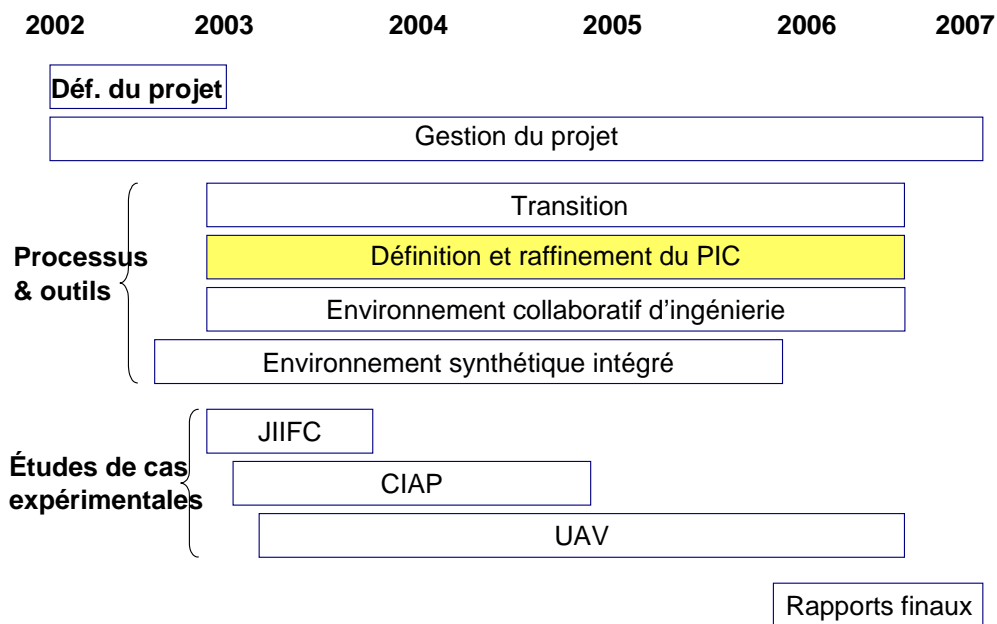 2002 2003 2004 2005 2006 2007
Déf. du projet
Gestion du projet
Transition
Définition et raffinement du PIC
Processus
& outils
Environnement collaboratif d'ingénierie
Environnement synthétique intégré
JIIFC
Études de cas
expérimentales
CIAP
UAV
Rapports finaux